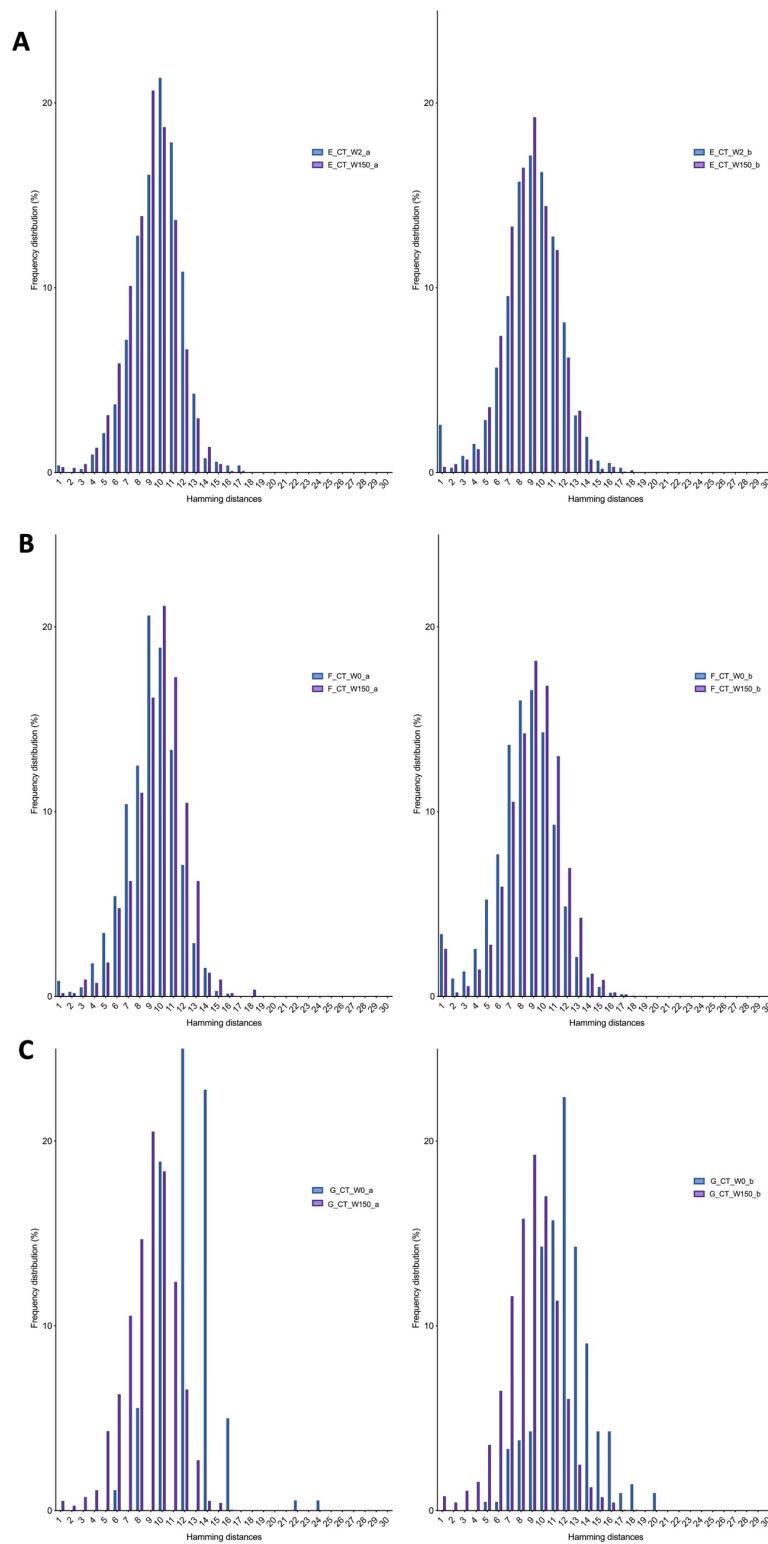 A
Frequency distribution (%)
20
10
0
E_CT_W2_a
E_CT_W150_a
1 2 3 4 5 6 7 8 9 10 11 12 13 14 15 16 17 18 19 20 21 22 23 24 25 26 27 28 29 30
Hamming distances
Frequency distribution (%)
20
10
0
E_CT_W2_b
E_CT_W150_b
1 2 3 4 5 6 7 8 9 10 11 12 13 14 15 16 17 18 19 20 21 22 23 24 25 26 27 28 29 30
Hamming distances
B
Frequency distribution (%)
20
10
0
F_CT_W0_a
F_CT_W150_a
1 2 3 4 5 6 7 8 9 10 11 12 13 14 15 16 17 18 19 20 21 22 23 24 25 26 27 28 29 30
Hamming distances
Frequency distribution (%)
20
10
0
F_CT_W0_b
F_CT_W150_b
1 2 3 4 5 6 7 8 9 10 11 12 13 14 15 16 17 18 19 20 21 22 23 24 25 26 27 28 29 30
Hamming distances
C
Frequency distribution (%)
20
10
0
G_CT_W0_a
G_CT_W150_a
1 2 3 4 5 6 7 8 9 10 11 12 13 14 15 16 17 18 19 20 21 22 23 24 25 26 27 28 29 30
Hamming distances
Frequency distribution (%)
20
10
0
G_CT_W0_b
G_CT_W150_b
1 2 3 4 5 6 7 8 9 10 11 12 13 14 15 16 17 18 19 20 21 22 23 24 25 26 27 28 29 30
Hamming distances